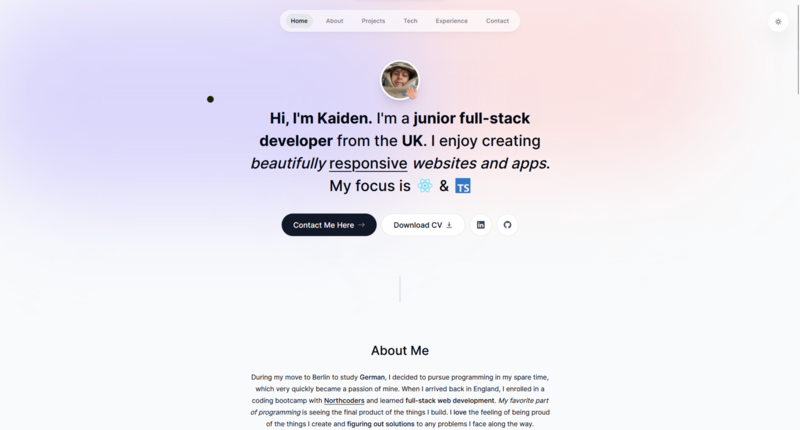 Home About Projects Tech Experience Contact
Hi, I'm Kaiden. I'm a junior full-stack
developer from the UK. I enjoy creating
beautifully responsive websites and apps.
My focus is & TS
Contact Me Here → Download CV in
About Me
During my move to Berlin to study German, I decided to pursue programming in my spare time,
which very quickly became a passion of mine. When I arrived back in England, I enrolled in a
coding bootcamp with Northcoders and learned full-stack web development. My favorite part
of programming is seeing the final product of the things I build. I love the feeling of being proud
of the things I create and figuring out solutions to any problems I face along the way.